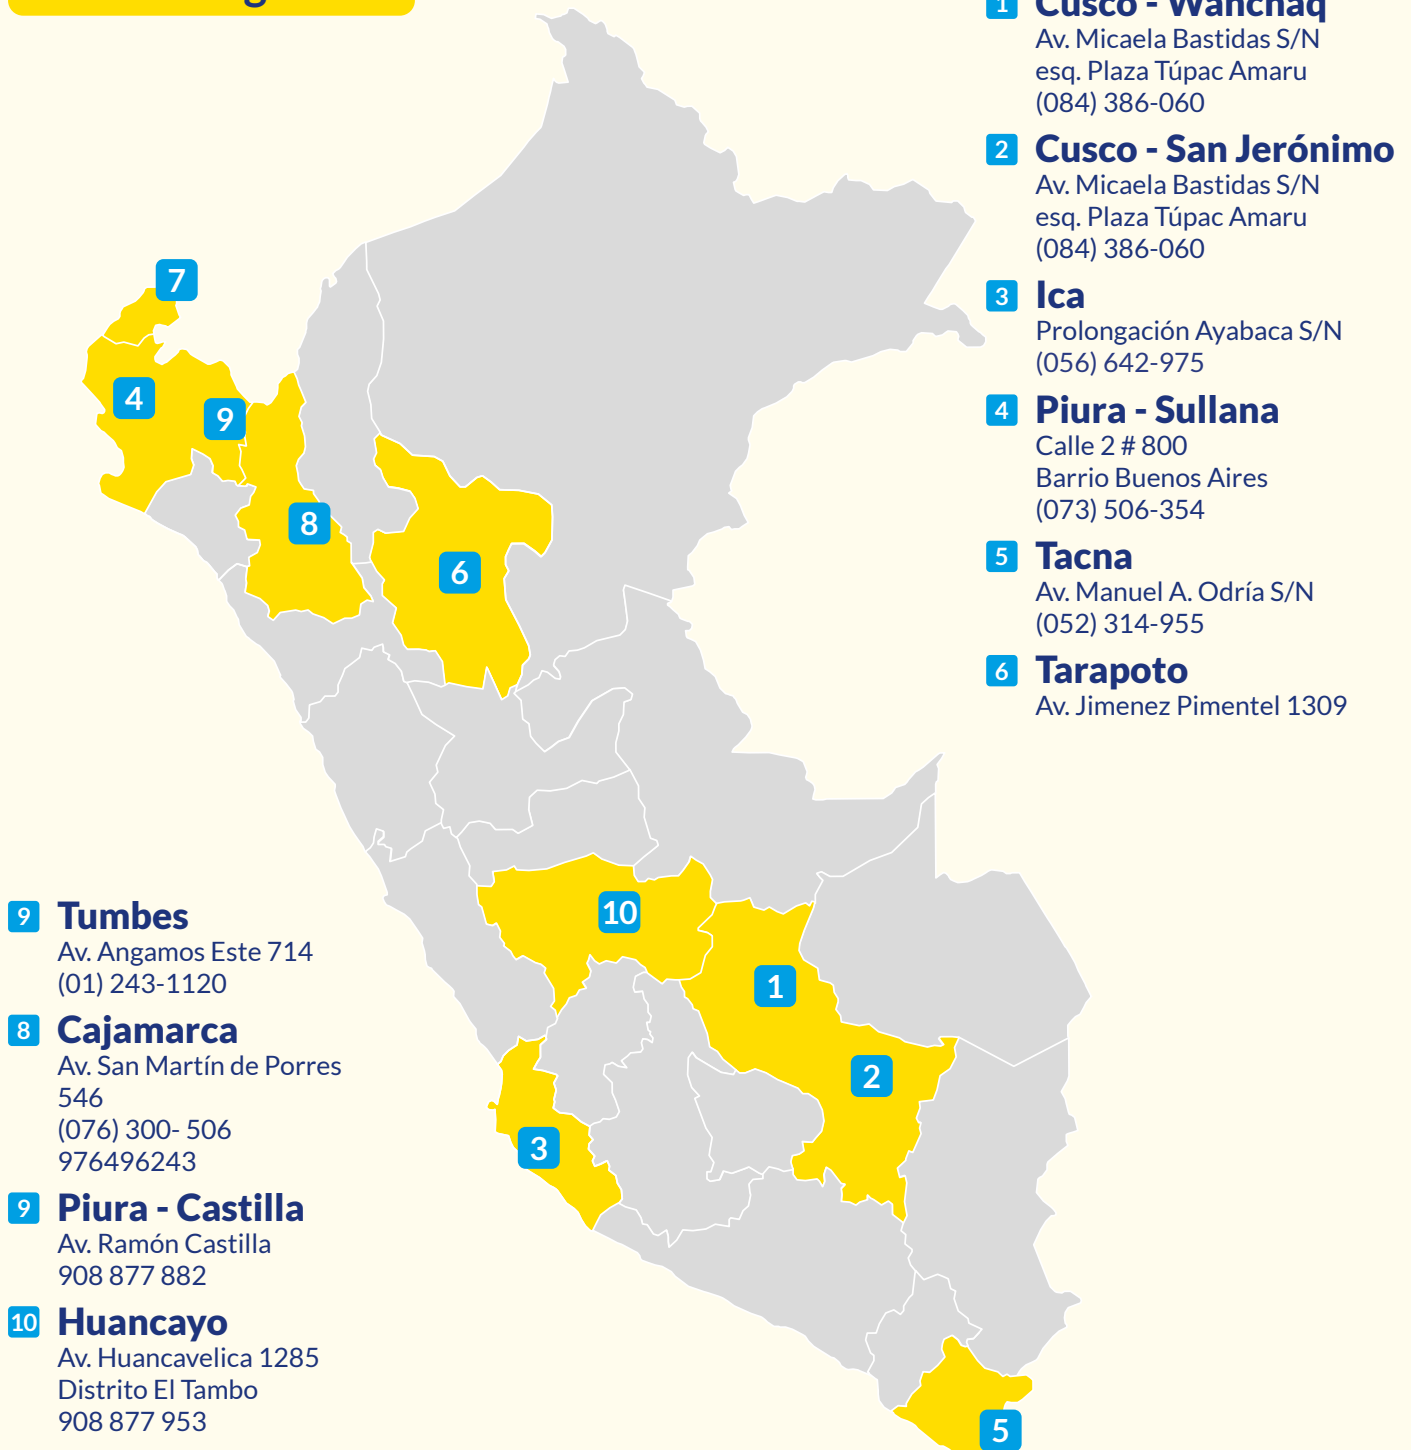 1 Cusco - Wanchaq
Av. Micaela Bastidas S/N
esq. Plaza Túpac Amaru
(084) 386-060
2 Cusco - San Jerónimo
Av. Micaela Bastidas S/N
esq. Plaza Túpac Amaru
(084) 386-060
3 Ica
Prolongación Ayabaca S/N
(056) 642-975
4 Piura - Sullana
Calle 2 # 800
Barrio Buenos Aires
(073) 506-354
5 Tacna
Av. Manuel A. Odría S/N
(052) 314-955
6 Tarapoto
Av. Jimenez Pimentel 1309
7
4
9
8
6
10
1
2
3
5
9 Tumbes
Av. Angamos Este 714
(01) 243-1120
8 Cajamarca
Av. San Martín de Porres
546
(076) 300- 506
976496243
9 Piura - Castilla
Av. Ramón Castilla
908 877 882
10 Huancayo
Av. Huancavelica 1285
Distrito El Tambo
908 877 953